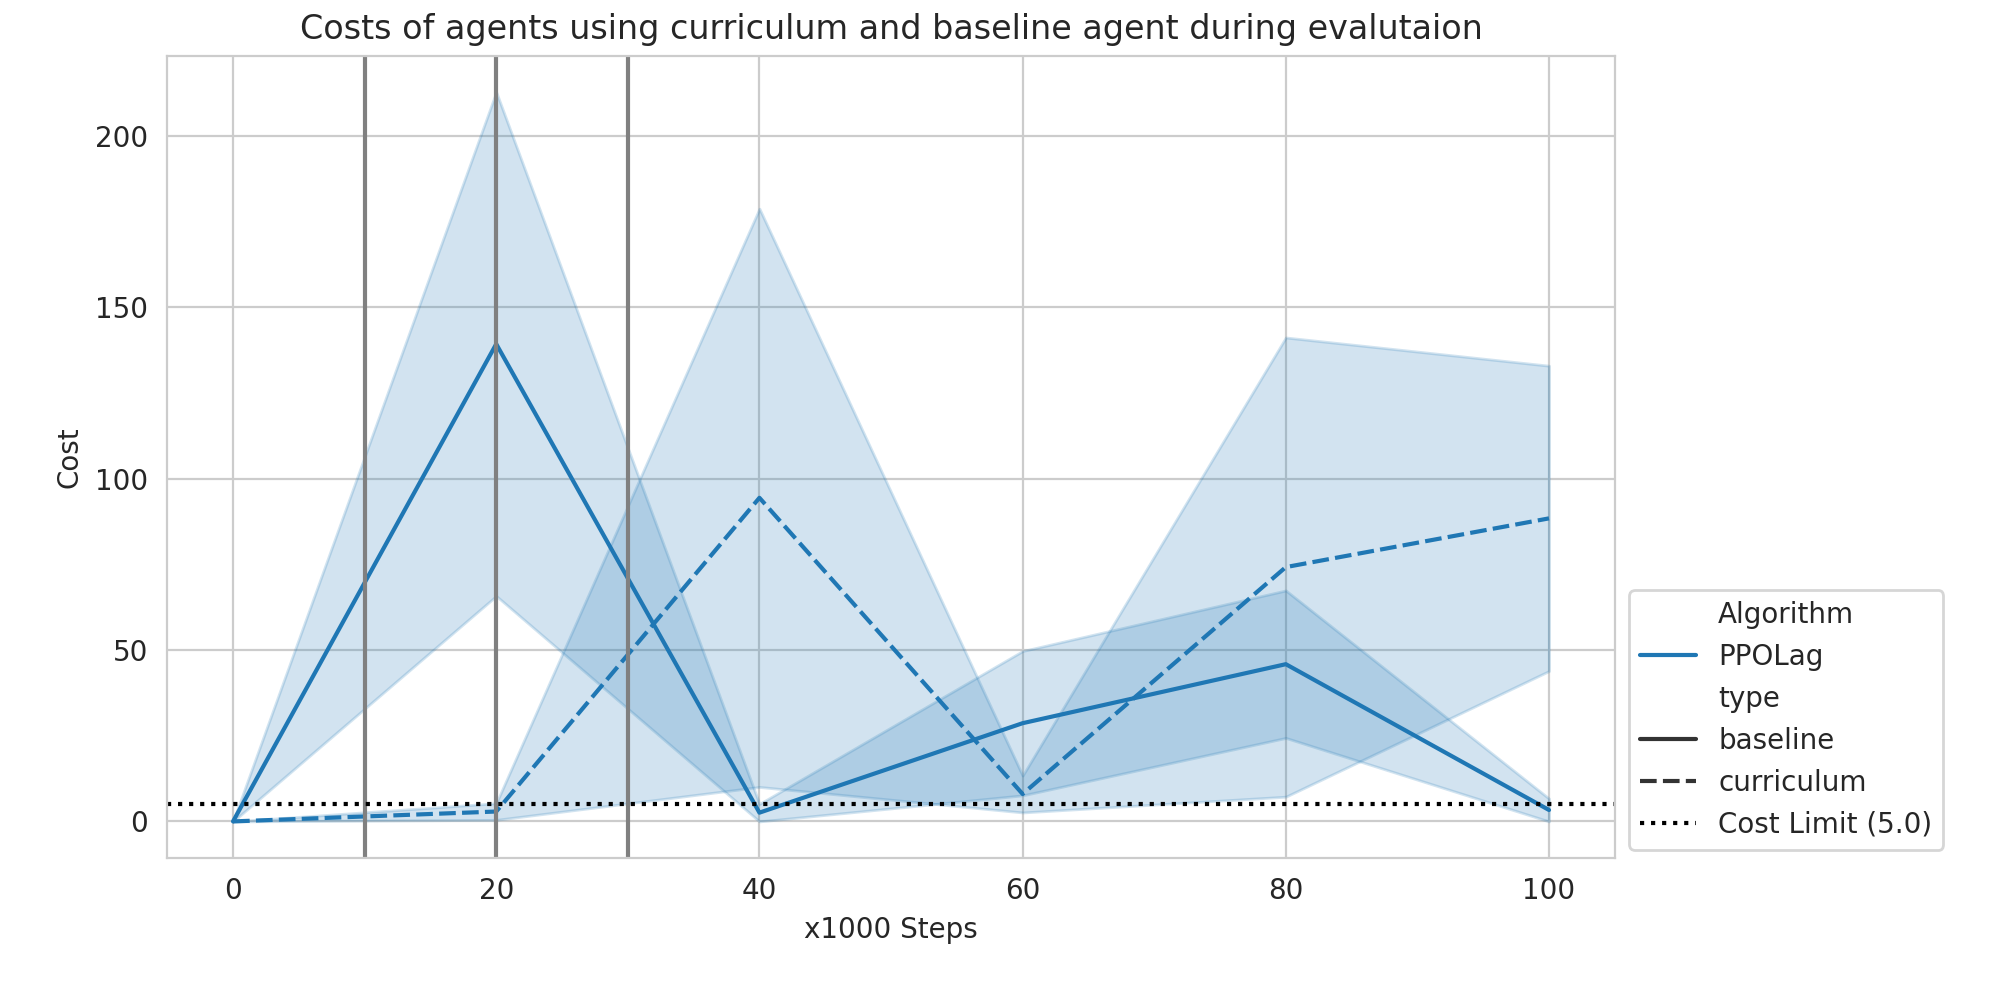 Costs of agents using curriculum and baseline agent during evalutaion
200
150
100
50
0
Cost
0 20 40 60 80 100
x1000 Steps
Algorithm
PPOLag
type
baseline
curriculum
Cost Limit (5.0)